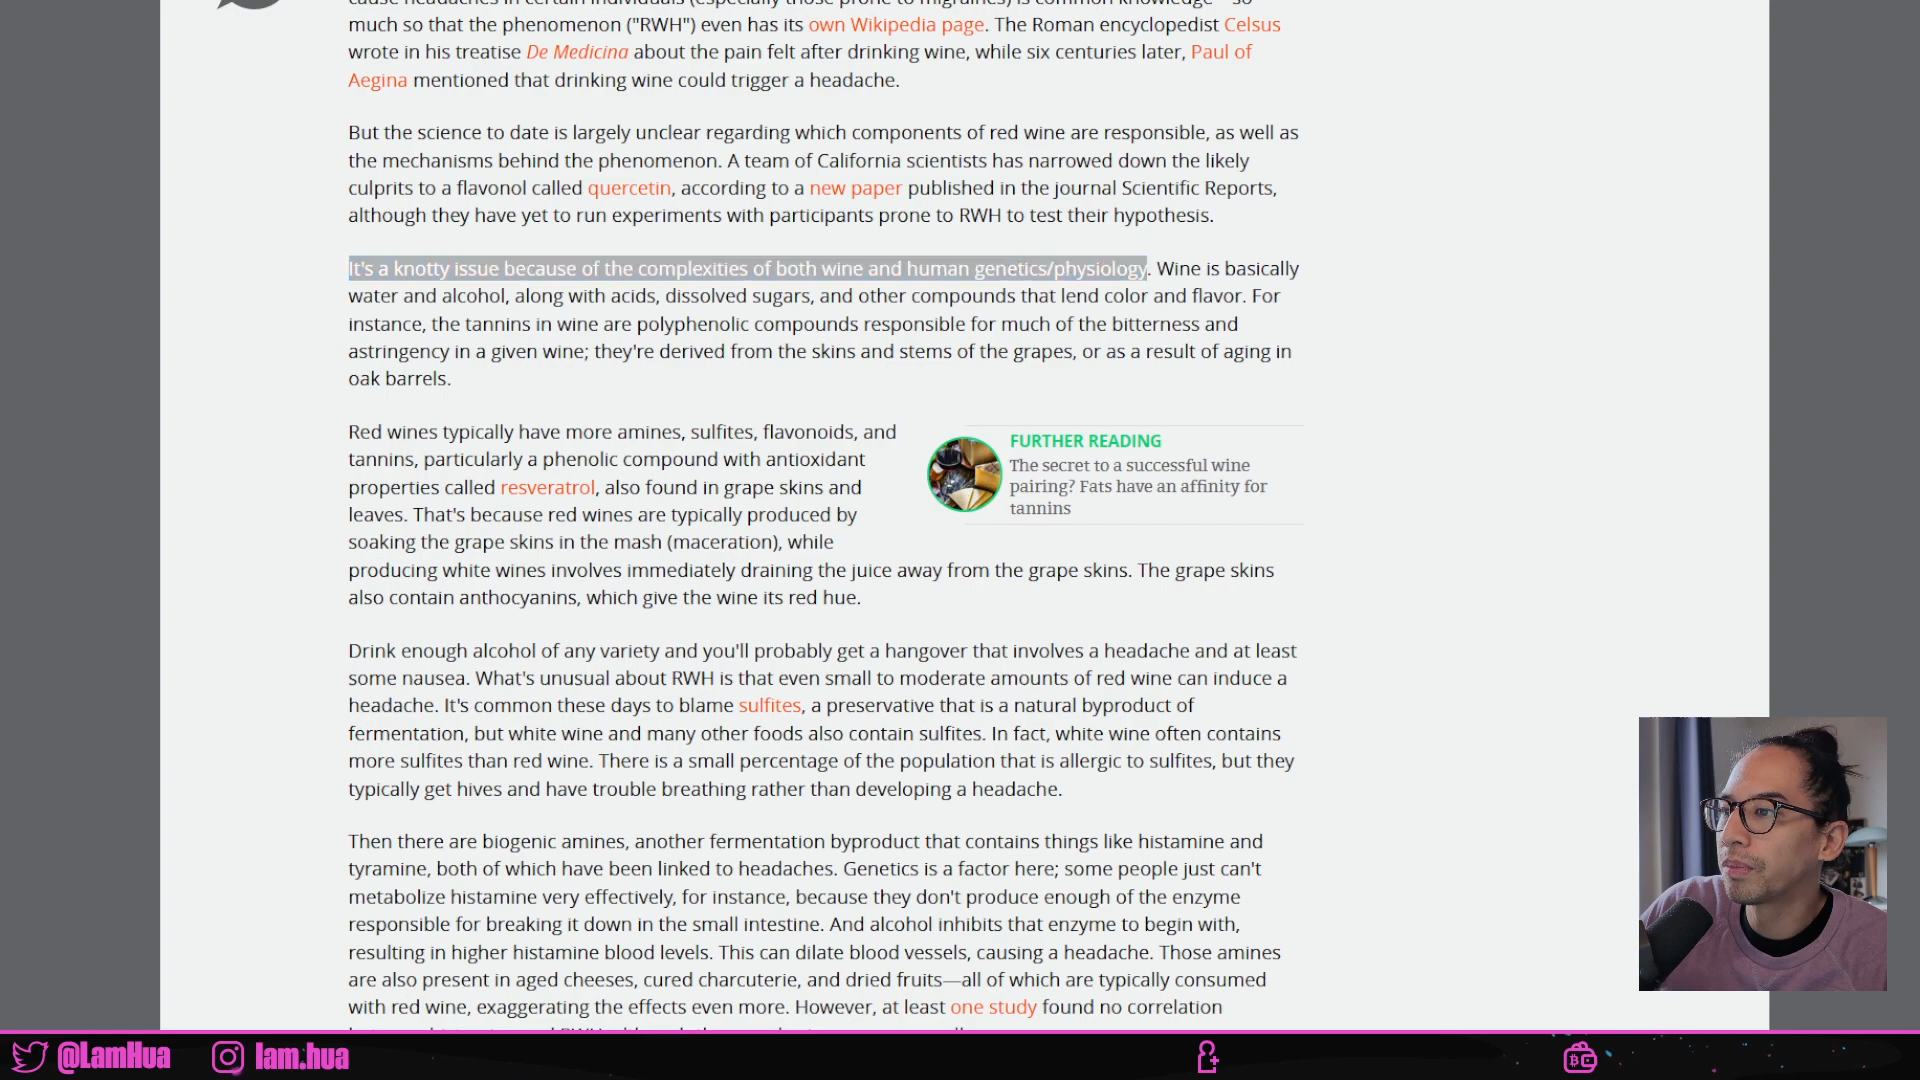 cause headaches in certain individuals (especially those prone to migraines) is common knowledge—so
much so that the phenomenon ("RWH") even has its own Wikipedia page. The Roman encyclopedist Celsus
wrote in his treatise De Medicina about the pain felt after drinking wine, while six centuries later, Paul of
Aegina mentioned that drinking wine could trigger a headache.
But the science to date is largely unclear regarding which components of red wine are responsible, as well as
the mechanisms behind the phenomenon. A team of California scientists has narrowed down the likely
culprits to a flavonol called quercetin, according to a new paper published in the journal Scientific Reports,
although they have yet to run experiments with participants prone to RWH to test their hypothesis.
It's a knotty issue because of the complexities of both wine and human genetics/physiology. Wine is basically
water and alcohol, along with acids, dissolved sugars, and other compounds that lend color and flavor. For
instance, the tannins in wine are polyphenolic compounds responsible for much of the bitterness and
astringency in a given wine; they're derived from the skins and stems of the grapes, or as a result of aging in
oak barrels.
Red wines typically have more amines, sulfites, flavonoids, and
tannins, particularly a phenolic compound with antioxidant
properties called resveratrol, also found in grape skins and
leaves. That's because red wines are typically produced by
soaking the grape skins in the mash (maceration), while
producing white wines involves immediately draining the juice away from the grape skins. The grape skins
also contain anthocyanins, which give the wine its red hue.
FURTHER READING
The secret to a successful wine
pairing? Fats have an affinity for
tannins
Drink enough alcohol of any variety and you'll probably get a hangover that involves a headache and at least
some nausea. What's unusual about RWH is that even small to moderate amounts of red wine can induce a
headache. It's common these days to blame sulfites, a preservative that is a natural byproduct of
fermentation, but white wine and many other foods also contain sulfites. In fact, white wine often contains
more sulfites than red wine. There is a small percentage of the population that is allergic to sulfites, but they
typically get hives and have trouble breathing rather than developing a headache.
Then there are biogenic amines, another fermentation byproduct that contains things like histamine and
tyramine, both of which have been linked to headaches. Genetics is a factor here; some people just can't
metabolize histamine very effectively, for instance, because they don't produce enough of the enzyme
responsible for breaking it down in the small intestine. And alcohol inhibits that enzyme to begin with,
resulting in higher histamine blood levels. This can dilate blood vessels, causing a headache. Those amines
are also present in aged cheeses, cured charcuterie, and dried fruits—all of which are typically consumed
with red wine, exaggerating the effects even more. However, at least one study found no correlation
@LamHua
lam.hua